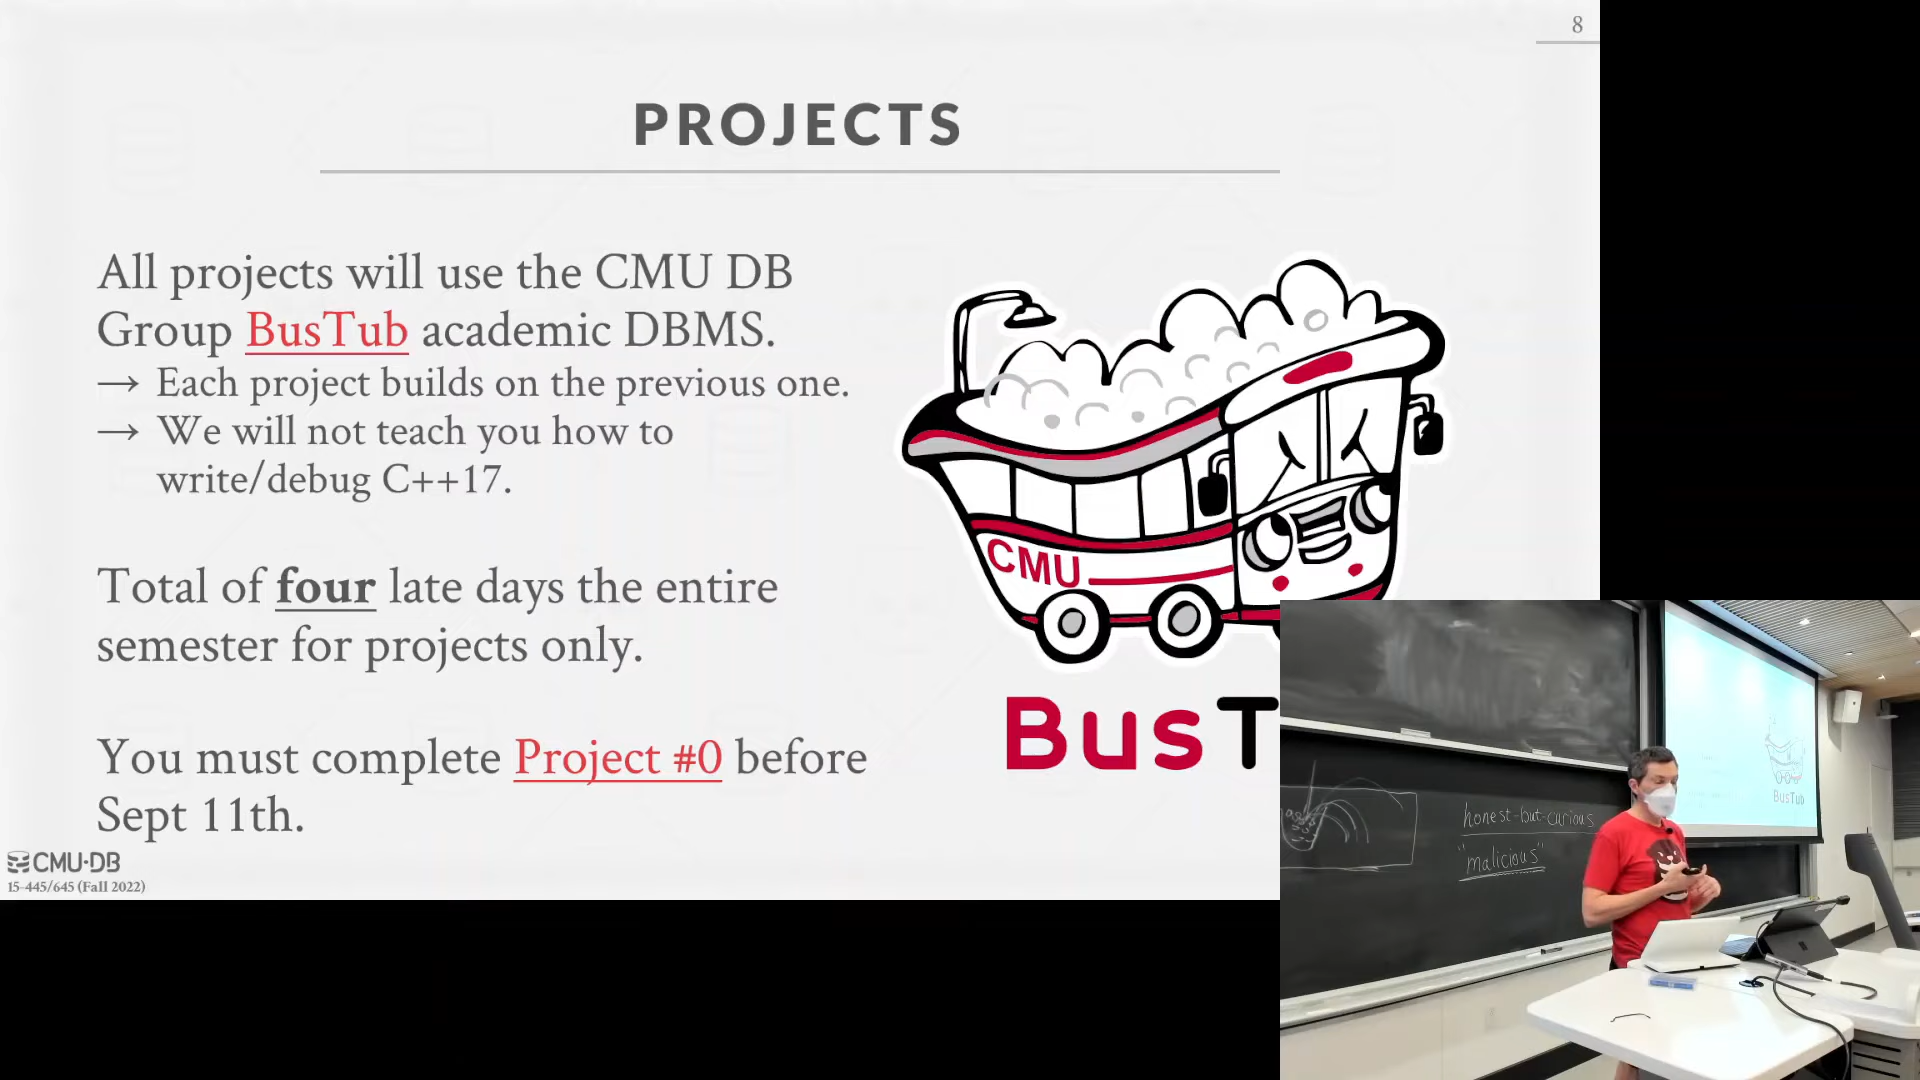 8
PROJECTS
All projects will use the CMU DB
Group BusTub academic DBMS.
→ Each project builds on the previous one.
→ We will not teach you how to
write/debug C++17.
Total of four late days the entire
semester for projects only.
You must complete Project #0 before
Sept 11th.
CMU
BusT
CMU·DB
15-445/645 (Fall 2022)
honest-but-curious
"malicious"
BusTub